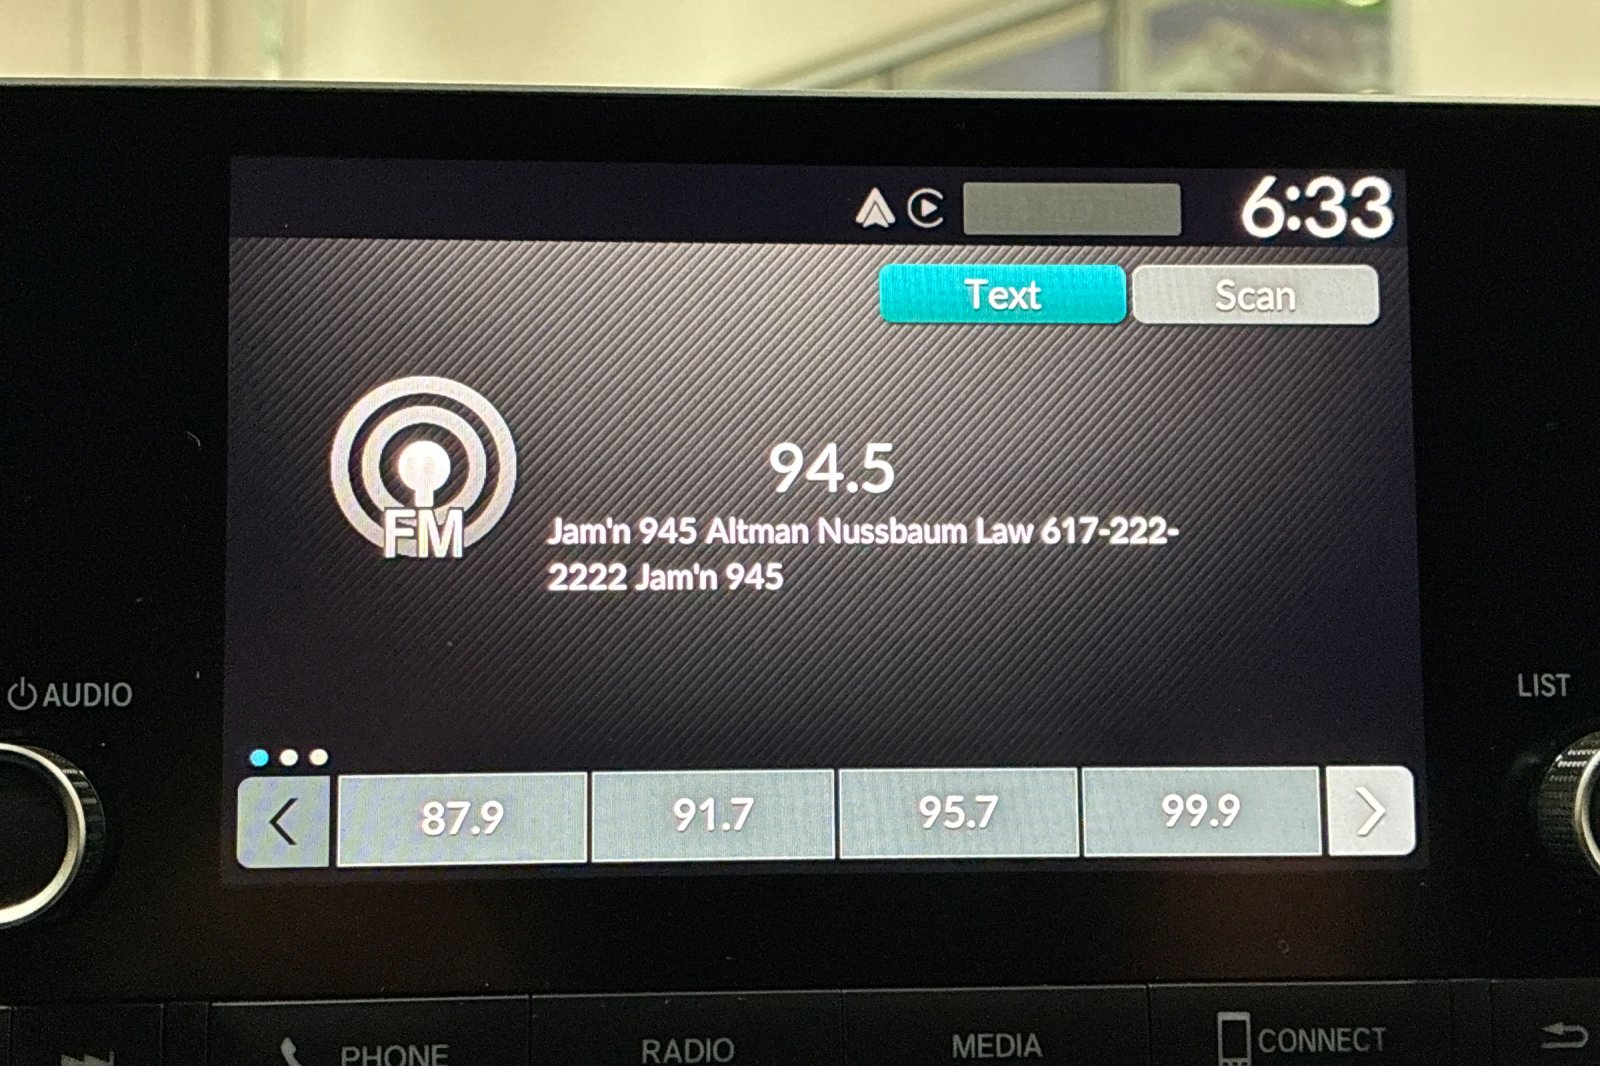 6:33
Text Scan
94.5
FM
Jam'n 945 Altman Nussbaum Law 617-222-
2222 Jam'n 945
AUDIO
LIST
87.9 91.7 95.7 99.9
PHONE RADIO MEDIA CONNECT